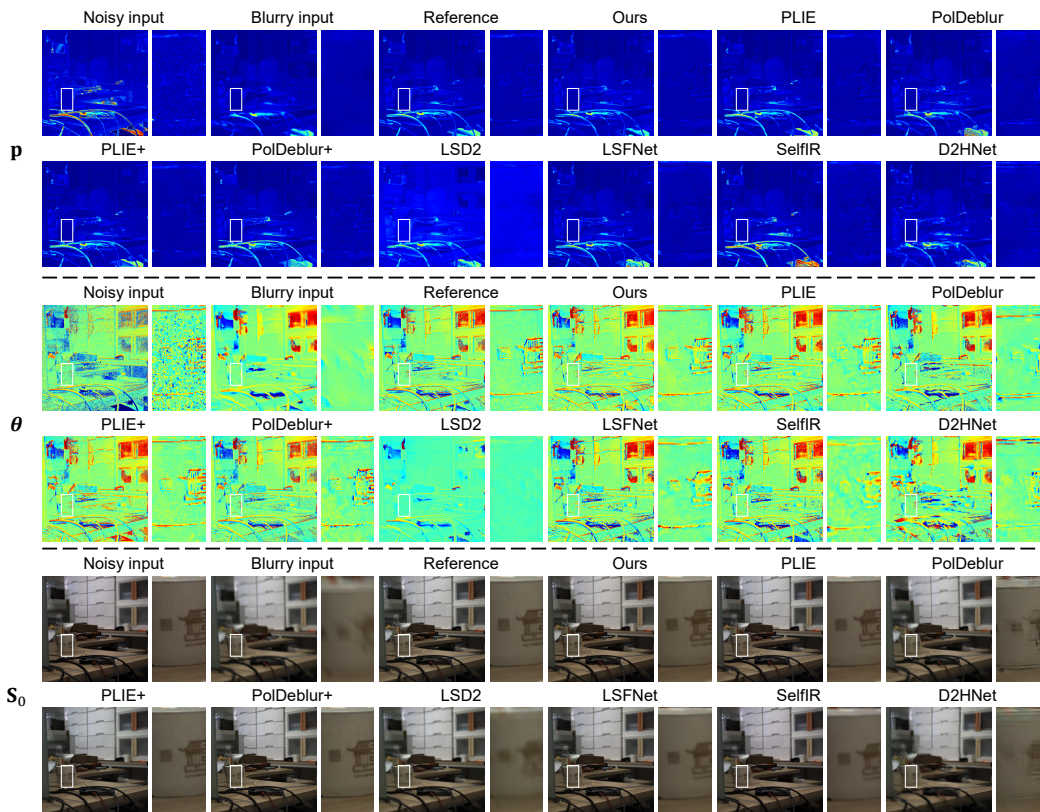 Noisy input Blurry input Reference Ours PLIE PolDeblur
p
PLIE+ PolDeblur+ LSD2 LSFNet SelfIR D2HNet
Noisy input Blurry input Reference Ours PLIE PolDeblur
θ
PLIE+ PolDeblur+ LSD2 LSFNet SelfIR D2HNet
Noisy input Blurry input Reference Ours PLIE PolDeblur
S₀
PLIE+ PolDeblur+ LSD2 LSFNet SelfIR D2HNet